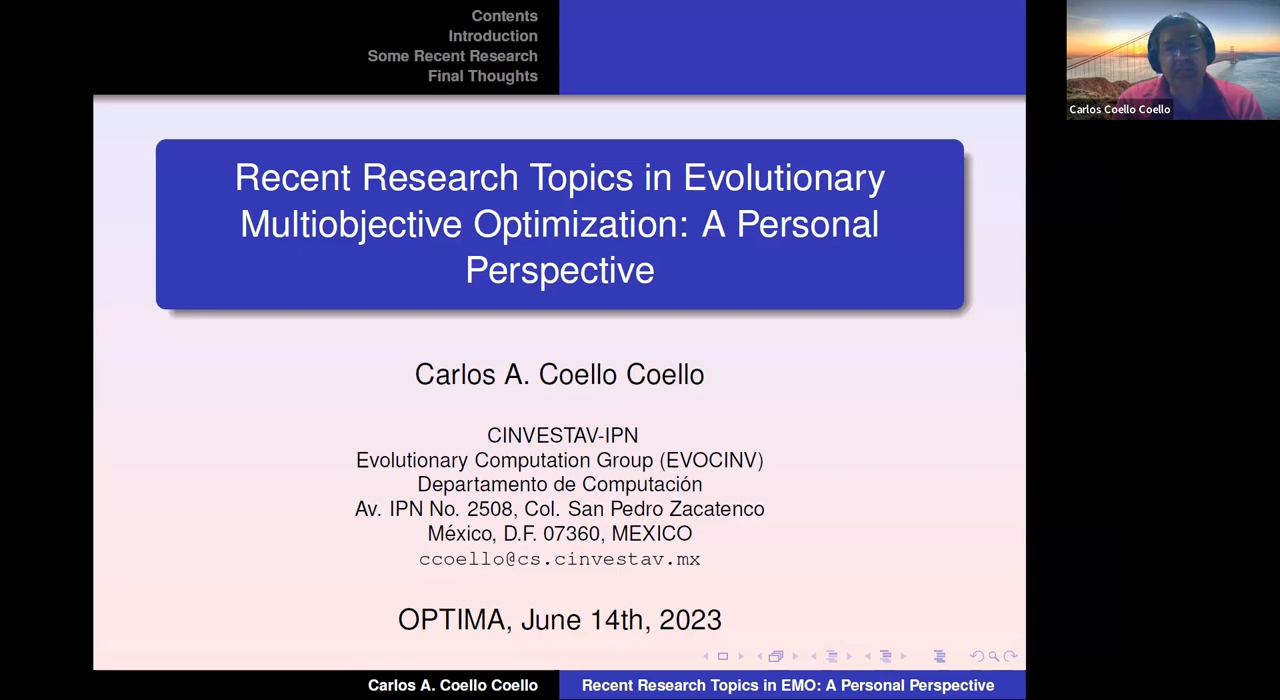 Contents
Introduction
Some Recent Research
Final Thoughts
Recent Research Topics in Evolutionary
Multiobjective Optimization: A Personal
Perspective
Carlos A. Coello Coello
CINVESTAV-IPN
Evolutionary Computation Group (EVOCINV)
Departamento de Computación
Av. IPN No. 2508, Col. San Pedro Zacatenco
México, D.F. 07360, MEXICO
ccoello@cs.cinvestav.mx
OPTIMA, June 14th, 2023
Carlos A. Coello Coello
Recent Research Topics in EMO: A Personal Perspective
Carlos Coello Coello